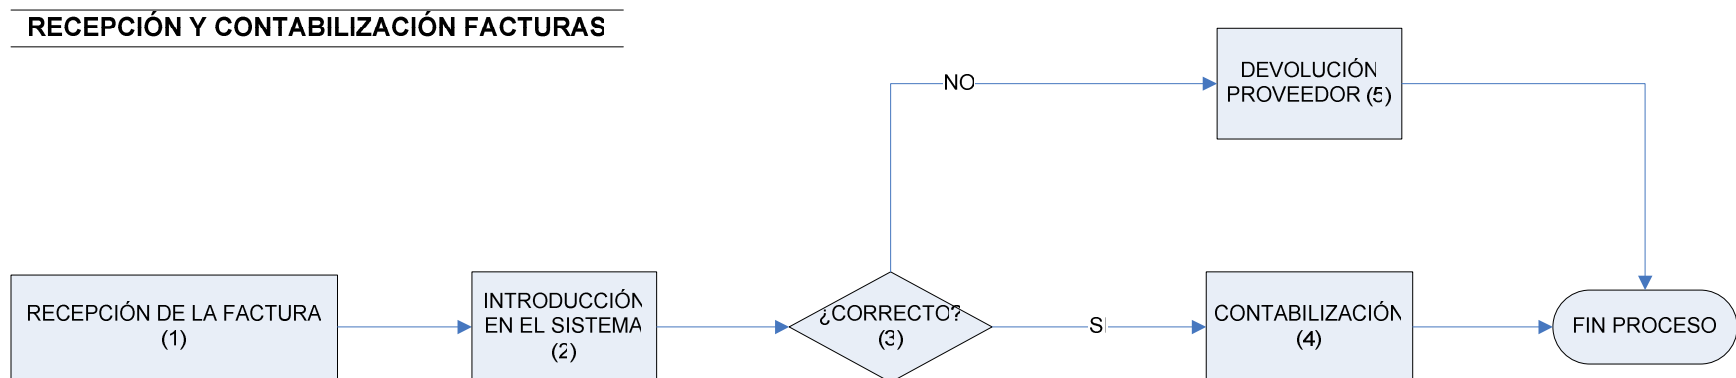 RECEPCIÓN Y CONTABILIZACIÓN FACTURAS
NO
DEVOLUCIÓN
PROVEEDOR (5)
RECEPCIÓN DE LA FACTURA
(1)
INTRODUCCIÓN
EN EL SISTEMA
(2)
¿CORRECTO?
(3)
SI
CONTABILIZACIÓN
(4)
FIN PROCESO